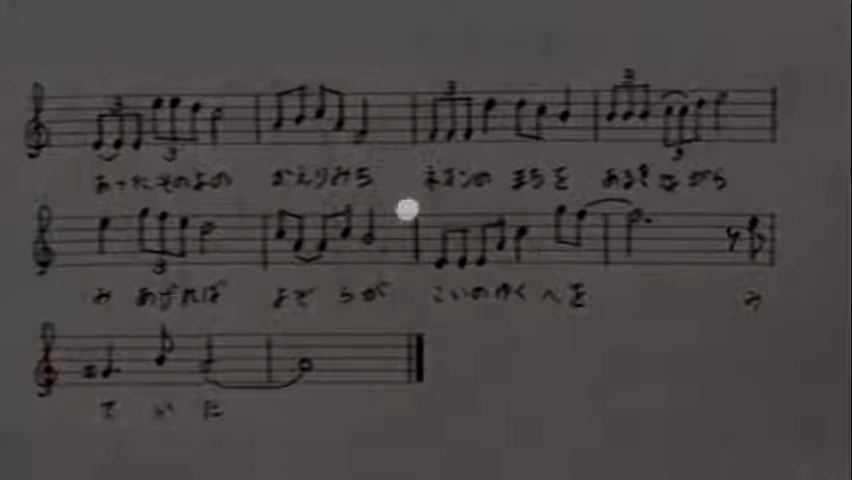 あったそのよの かえりみち ネオンの まちを あるきながら
み あげれば よぞ らが こいのゆく へを み
て い た